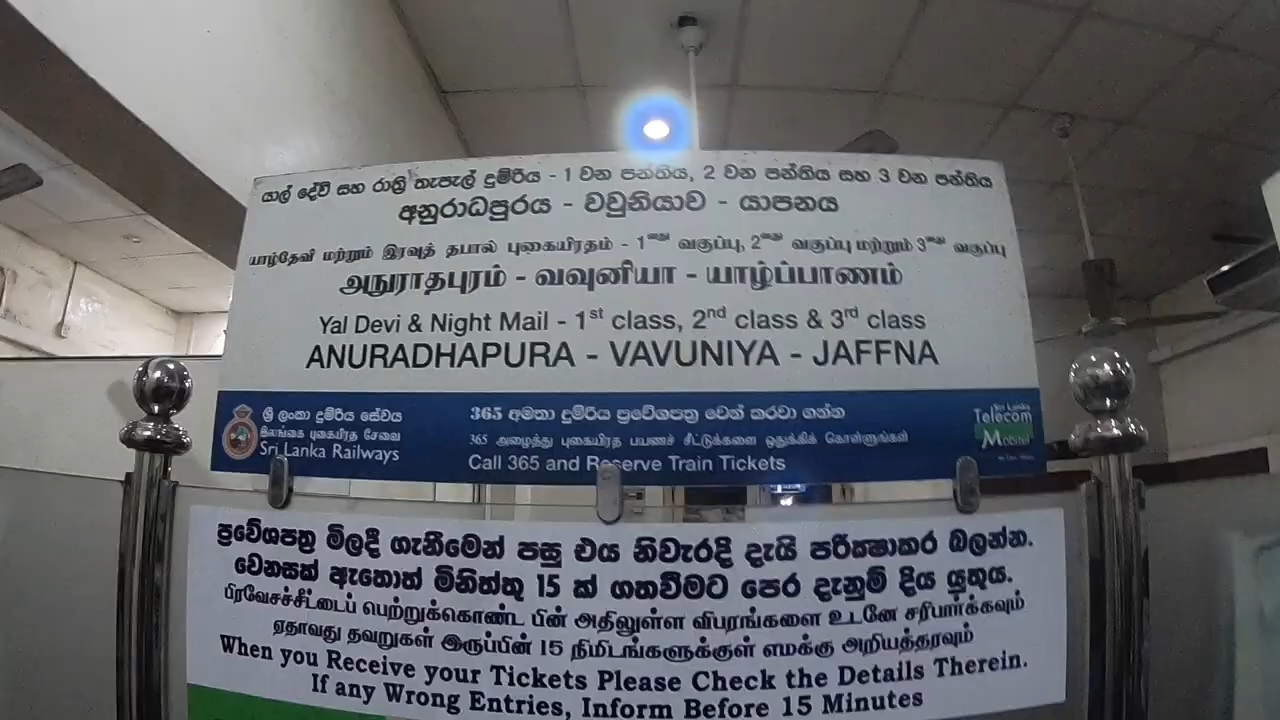 යාල් දේවි සහ රාත්‍රි තැපැල් දුම්රිය - 1 වන පන්තිය, 2 වන පන්තිය සහ 3 වන පන්තිය
අනුරාධපුරය - වවුනියාව - යාපනය
யாழ்தேவி மற்றும் இரவுத் தபால் புகையிரதம் - 1ஆவது வகுப்பு, 2ஆவது வகுப்பு மற்றும் 3ஆவது வகுப்பு
அநுராதபுரம் - வவுனியா - யாழ்ப்பாணம்
Yal Devi & Night Mail - 1st class, 2nd class & 3rd class
ANURADHAPURA - VAVUNIYA - JAFFNA
ශ්‍රී ලංකා දුම්රිය සේවය
இலங்கை புகையிரத சேவை
Sri Lanka Railways
365 අමතා දුම්රිය ප්‍රවේශපත්‍ර වෙන් කරවා ගන්න
365 அழைத்து புகையிரத பயணச் சீட்டுக்களை ஒதுக்கிக் கொள்ளுங்கள்
Call 365 and Reserve Train Tickets
Sri Lanka
Telecom
Mobitel
ප්‍රවේශපත්‍ර මිලදී ගැනීමෙන් පසු එය නිවැරදි දැයි පරීක්ෂාකර බලන්න.
වෙනසක් ඇතොත් මිනිත්තු 15 ක් ගතවීමට පෙර දැනුම් දිය යුතුය.
பிரவேசச்சீட்டைப் பெற்றுக்கொண்ட பின் அதிலுள்ள விபரங்களை உடனே சரிபார்க்கவும்
ஏதாவது தவறுகள் இருப்பின் 15 நிமிடங்களுக்குள் எமக்கு அறியத்தரவும்
When you Receive your Tickets Please Check the Details Therein.
If any Wrong Entries, Inform Before 15 Minutes